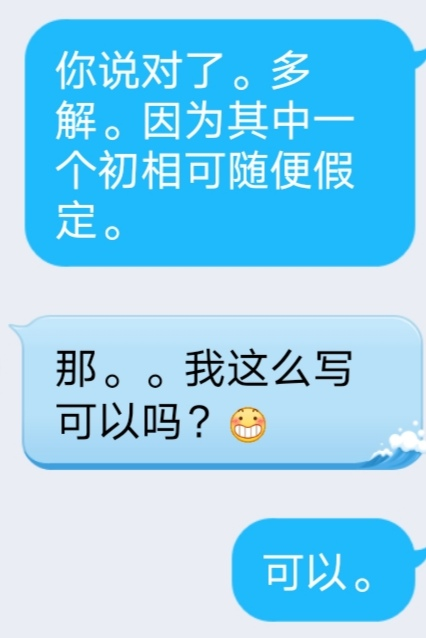 你说对了。多
解。因为其中一
个初相可随便假
定。
那。。我这么写
可以吗？
可以。